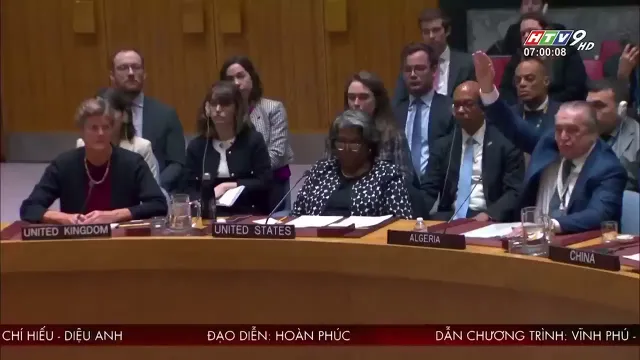 HTV9 HD
07:00:08
UNITED KINGDOM
UNITED STATES
ALGERIA
CHINA
CHÍ HIẾU - DIỆU ANH ĐẠO DIỄN: HOÀN PHÚC DẪN CHƯƠNG TRÌNH: VĨNH PHÚ -